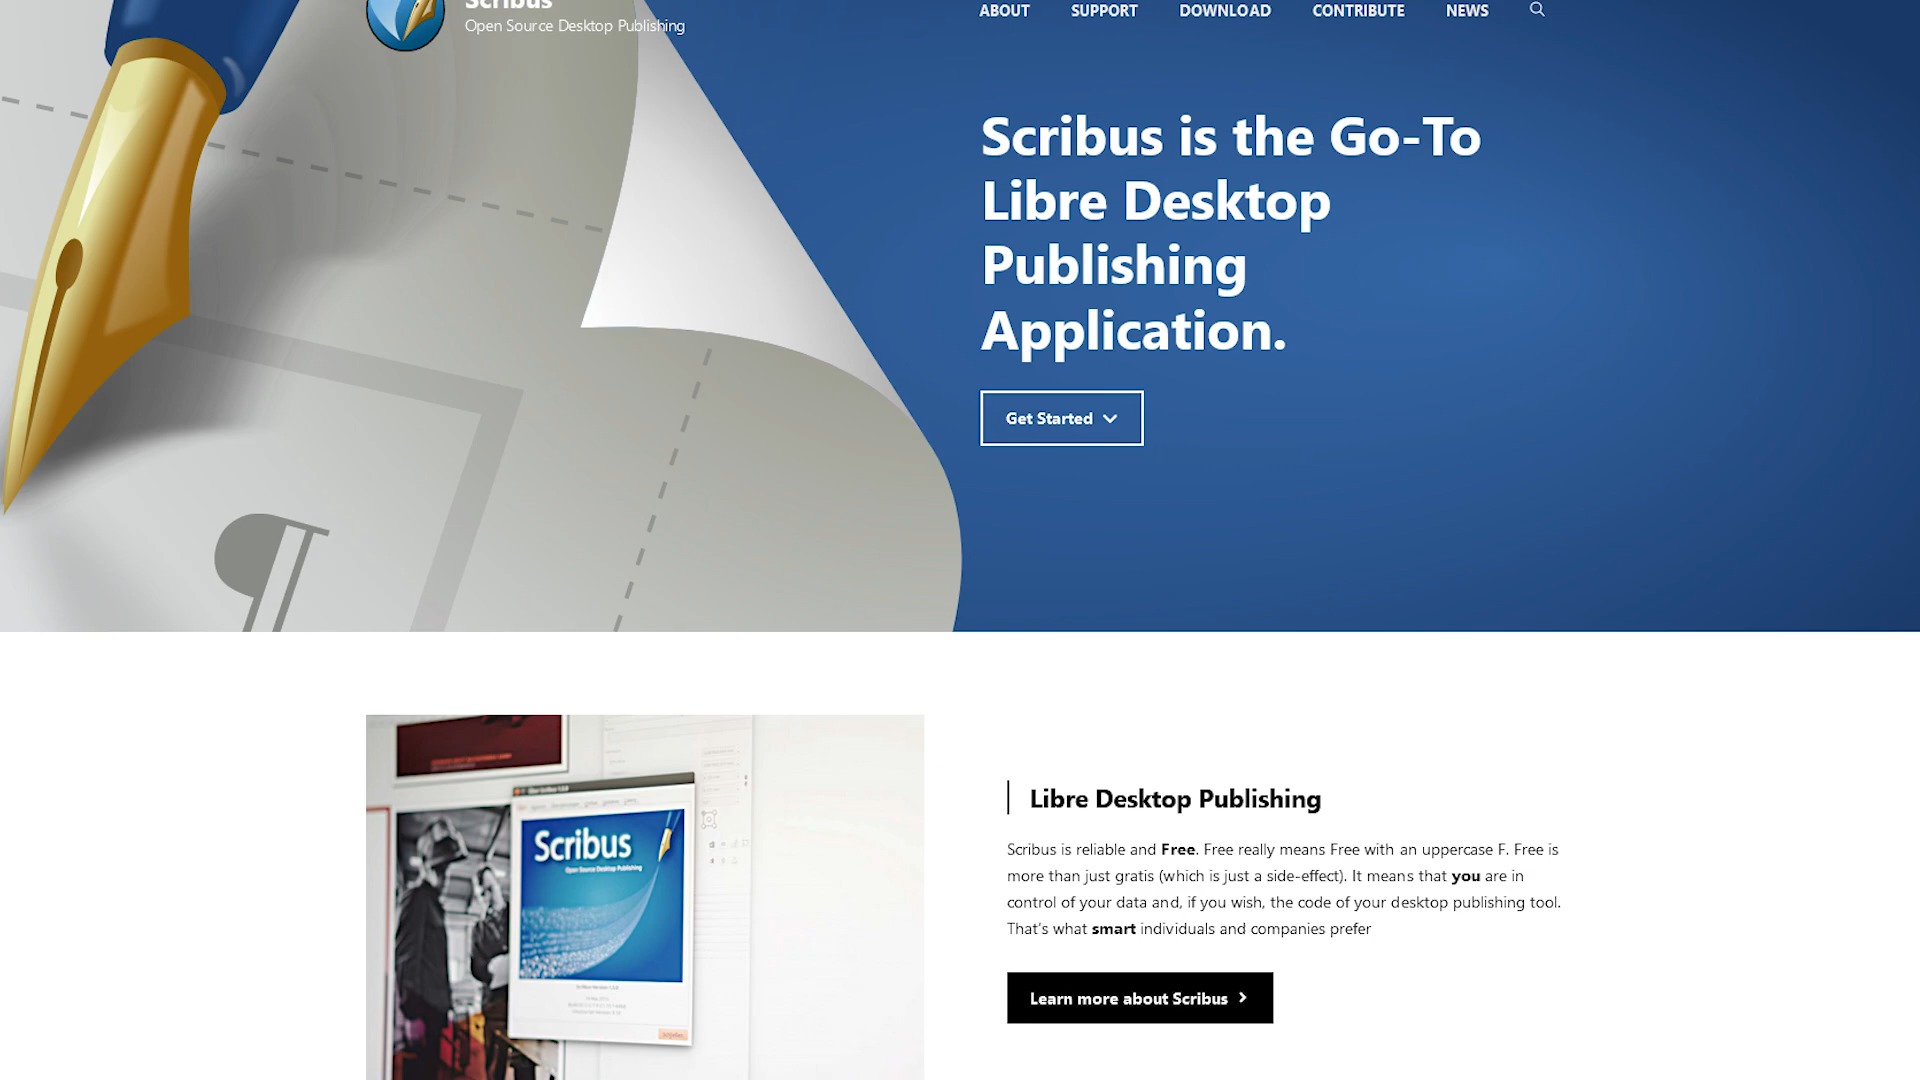 Scribus
Open Source Desktop Publishing
ABOUT
SUPPORT
DOWNLOAD
CONTRIBUTE
NEWS
Scribus is the Go-To
Libre Desktop
Publishing
Application.
Get Started
¶
Scribus
Open Source Desktop Publishing
Libre Desktop Publishing
Scribus is reliable and Free. Free really means Free with an uppercase F. Free is
more than just gratis (which is just a side-effect). It means that you are in
control of your data and, if you wish, the code of your desktop publishing tool.
That's what smart individuals and companies prefer
Learn more about Scribus